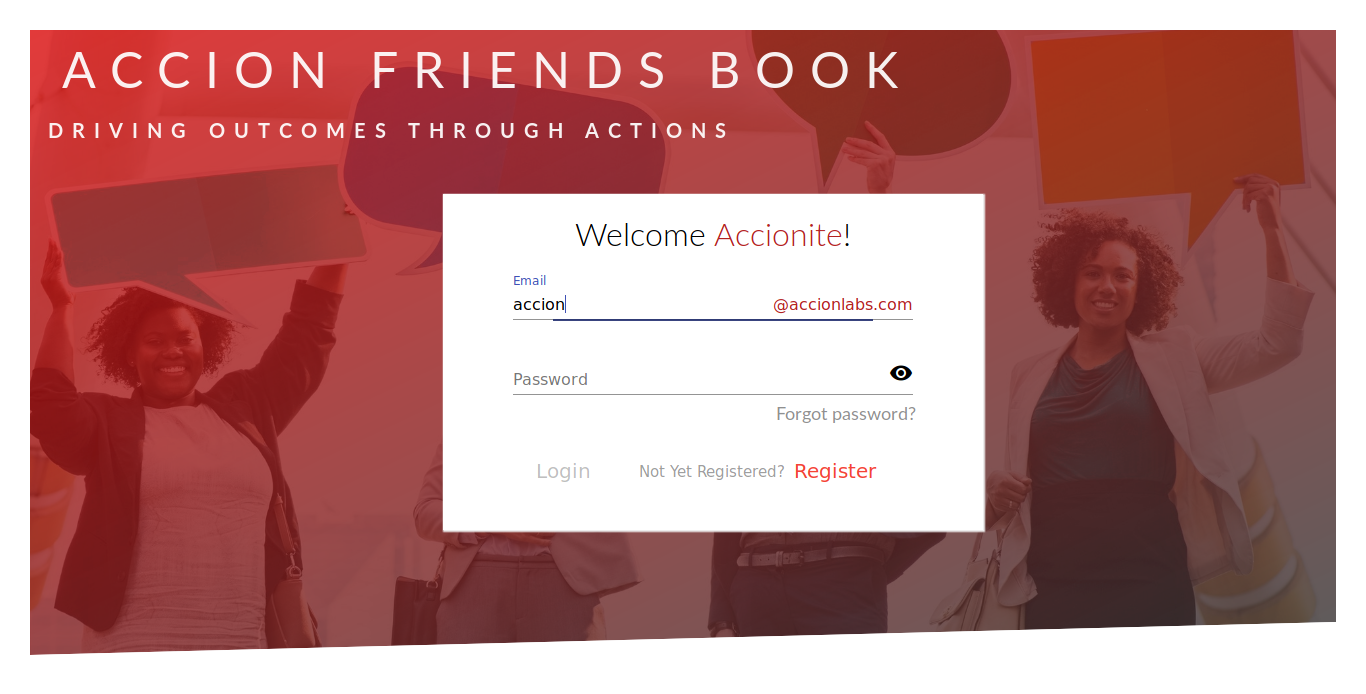 ACCION FRIENDS BOOK
DRIVING OUTCOMES THROUGH ACTIONS
Welcome Accionite!
Email
accion @accionlabs.com
Password
Forgot password?
Login Not Yet Registered? Register